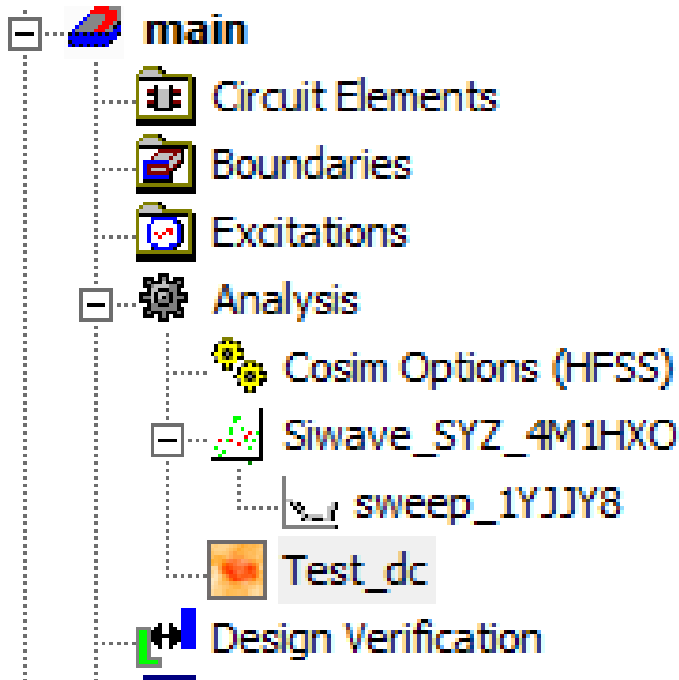 main
Circuit Elements
Boundaries
Excitations
Analysis
Cosim Options (HFSS)
Siwave_SYZ_4M1HXO
sweep_1YJJY8
Test_dc
Design Verification